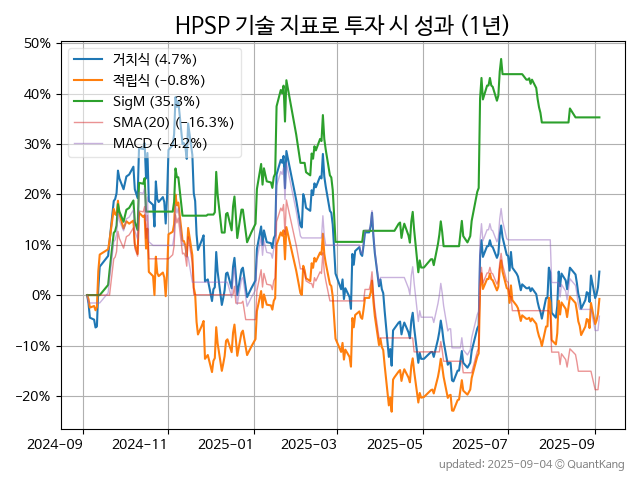 HPSP 기술 지표로 투자 시 성과 (1년)
거치식 (4.7%)
적립식 (−0.8%)
SigM (35.3%)
SMA(20) (−16.3%)
MACD (−4.2%)
50%
40%
30%
20%
10%
0%
−10%
−20%
2024−09
2024−11
2025−01
2025−03
2025−05
2025−07
2025−09
updated: 2025−09−04 ⓒ QuantKang